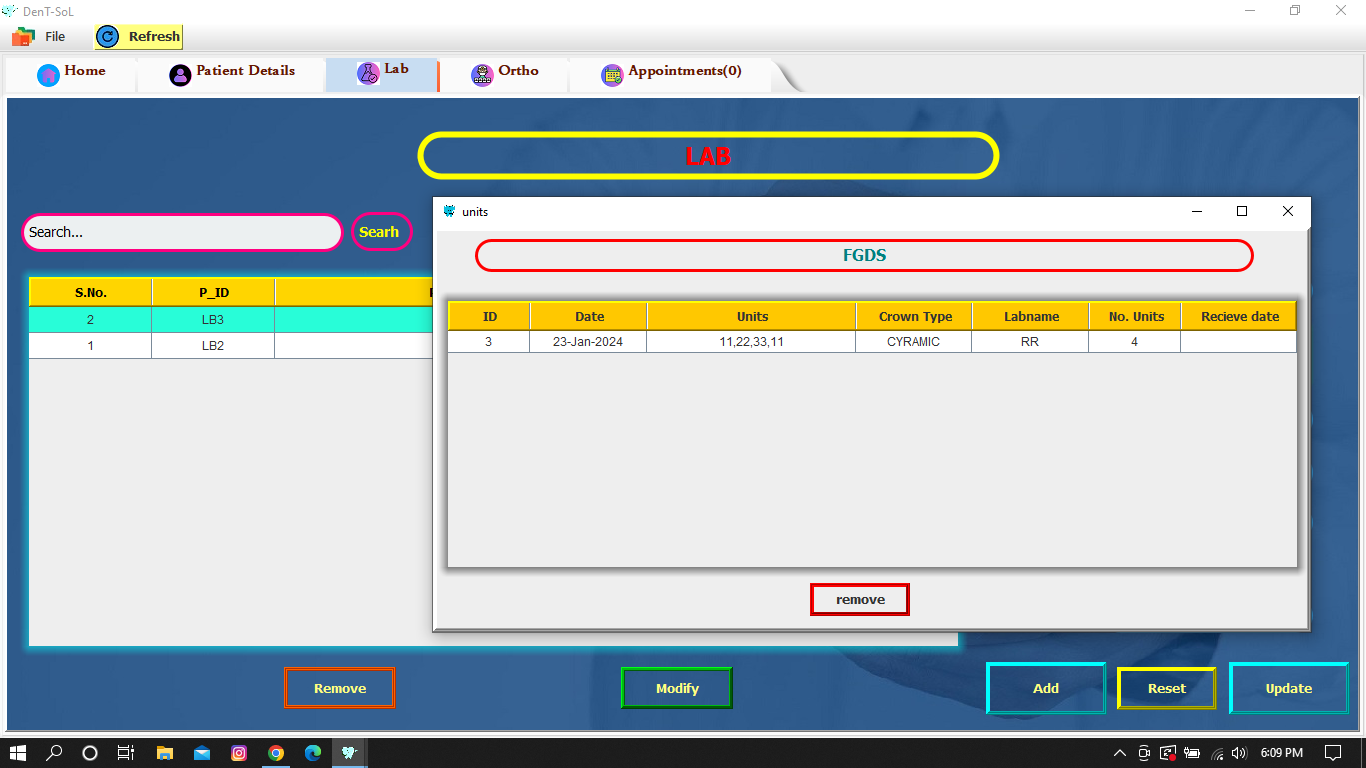 DenT-SoL
File Refresh
Home Patient Details Lab Ortho Appointments(0)
LAB
Search... Searh
units
FGDS
S.No. P_ID
2 LB3
1 LB2
ID Date Units Crown Type Labname No. Units Recieve date
3 23-Jan-2024 11,22,33,11 CYRAMIC RR 4
remove
Remove Modify Add Reset Update
6:09 PM